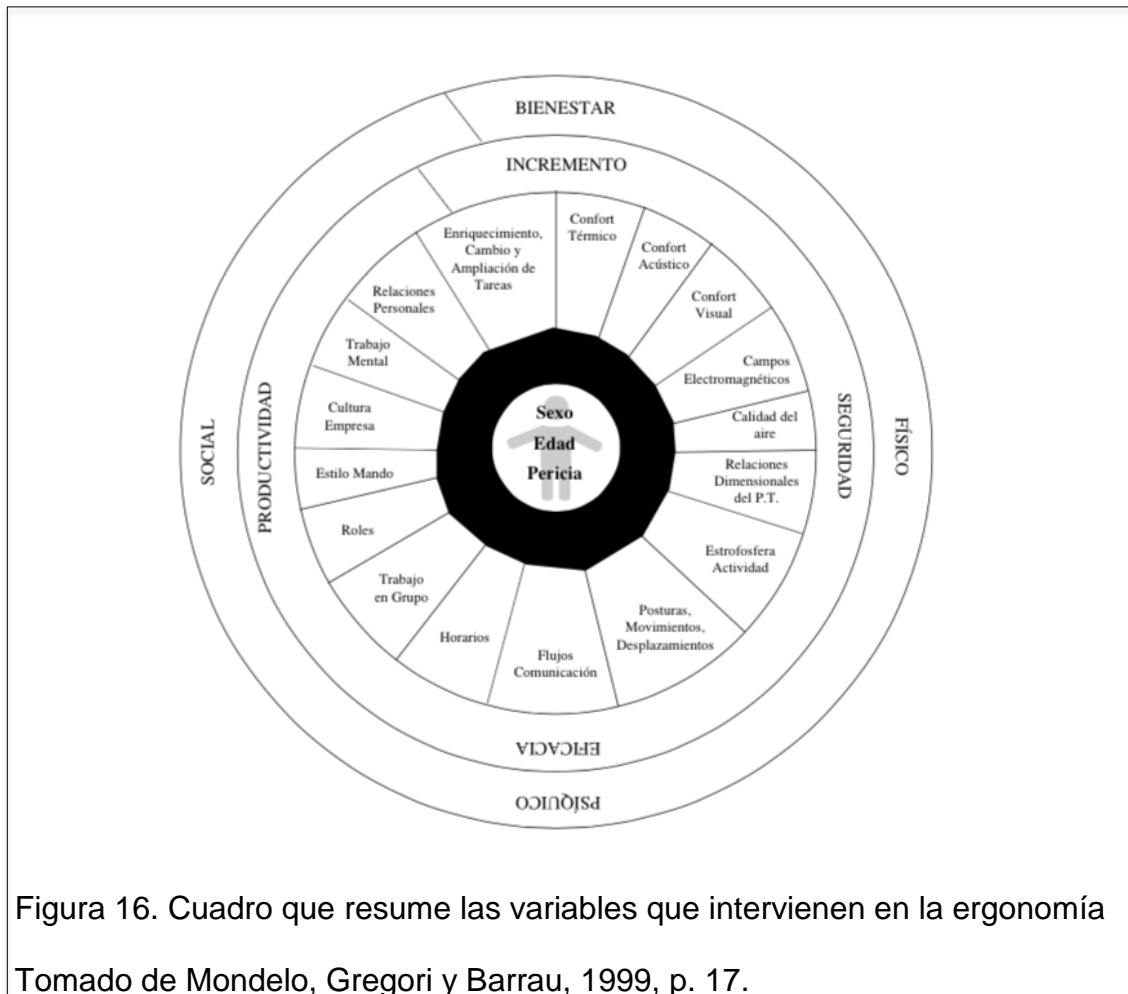 BIENESTAR
INCREMENTO
Enriquecimiento,
Cambio y
Ampliación de
Tareas
Confort
Térmico
Confort
Acústico
Confort
Visual
Campos
Electromagnéticos
Calidad del
aire
Relaciones
Dimensionales
del P.T.
Estrofosfera
Actividad
Posturas,
Movimientos,
Desplazamientos
Flujos
Comunicación
Horarios
Trabajo
en Grupo
Roles
Estilo Mando
Cultura
Empresa
Trabajo
Mental
Relaciones
Personales
Sexo
Edad
Pericia
SEGURIDAD
FÍSICO
EFICACIA
PSÍQUICO
PRODUCTIVIDAD
SOCIAL
Figura 16. Cuadro que resume las variables que intervienen en la ergonomía
Tomado de Mondelo, Gregori y Barrau, 1999, p. 17.